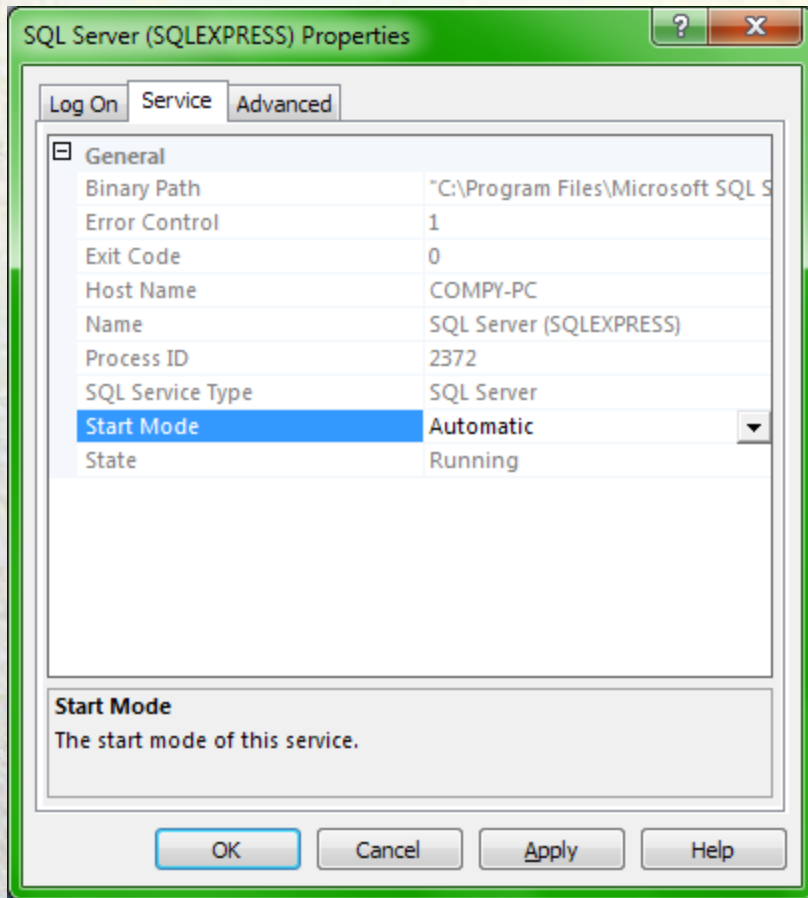 SQL Server (SQLEXPRESS) Properties
Log On Service Advanced
General
Binary Path "C:\Program Files\Microsoft SQL S
Error Control 1
Exit Code 0
Host Name COMPY-PC
Name SQL Server (SQLEXPRESS)
Process ID 2372
SQL Service Type SQL Server
Start Mode Automatic
State Running
Start Mode
The start mode of this service.
OK Cancel Apply Help